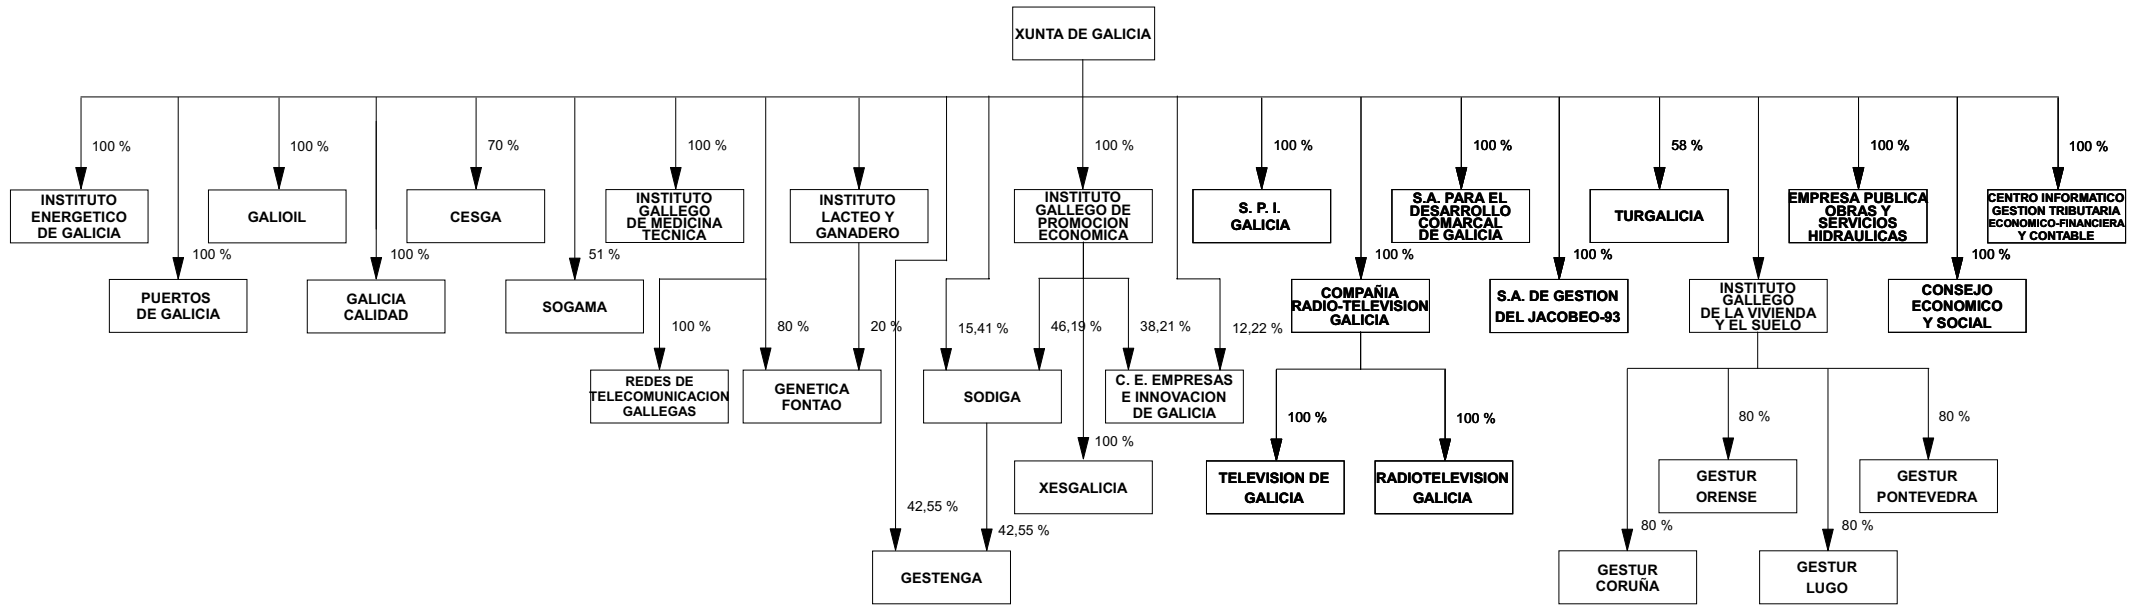 XUNTA DE GALICIA
100 %
100 %
70 %
100 %
100 %
100 %
100 %
58 %
100 %
100 %
INSTITUTO
ENERGETICO
DE GALICIA
GALIOIL
CESGA
INSTITUTO
GALLEGO
DE MEDICINA
TECNICA
INSTITUTO
LACTEO Y
GANADERO
INSTITUTO
GALLEGO DE
PROMOCION
ECONOMICA
S. P. I.
GALICIA
S.A. PARA EL
DESARROLLO
COMARCAL
DE GALICIA
TURGALICIA
EMPRESA PUBLICA
OBRAS Y
SERVICIOS
HIDRAULICAS
CENTRO INFORMATICO
GESTION TRIBUTARIA
ECONOMICO-FINANCIERA
Y CONTABLE
100 %
100 %
51 %
100 %
100 %
100 %
PUERTOS
DE GALICIA
GALICIA
CALIDAD
SOGAMA
COMPAÑIA
RADIO-TELEVISION
GALICIA
S.A. DE GESTION
DEL JACOBEO-93
INSTITUTO
GALLEGO
DE LA VIVIENDA
Y EL SUELO
CONSEJO
ECONOMICO
Y SOCIAL
100 %
80 %
20 %
15,41 %
46,19 %
38,21 %
12,22 %
REDES DE
TELECOMUNICACION
GALLEGAS
GENETICA
FONTAO
SODIGA
C. E. EMPRESAS
E INNOVACION
DE GALICIA
100 %
100 %
80 %
80 %
100 %
XESGALICIA
TELEVISION DE
GALICIA
RADIOTELEVISION
GALICIA
GESTUR
ORENSE
GESTUR
PONTEVEDRA
42,55 %
42,55 %
80 %
80 %
GESTENGA
GESTUR
CORUÑA
GESTUR
LUGO